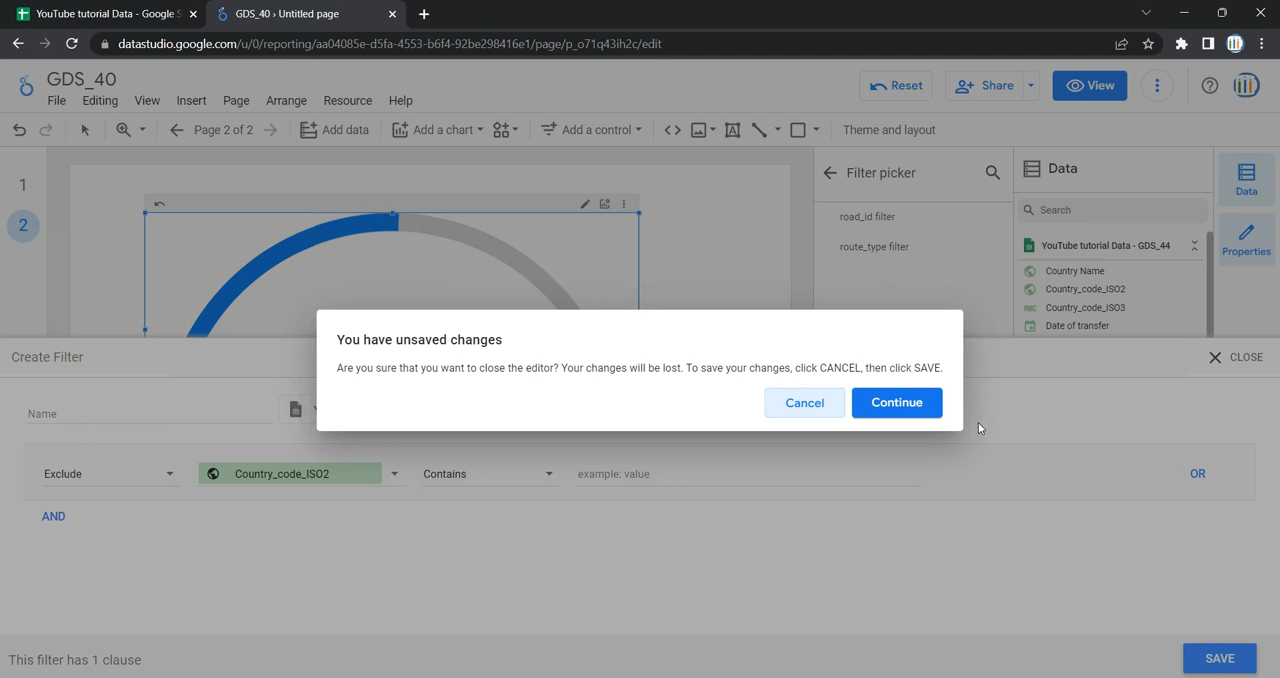 YouTube tutorial Data - Google S
GDS_40 › Untitled page
datastudio.google.com/u/0/reporting/aa04085e-d5fa-4553-b6f4-92be298416e1/page/p_o71q43ih2c/edit
GDS_40
File Editing View Insert Page Arrange Resource Help
Reset Share View
Page 2 of 2 Add data Add a chart Add a control Theme and layout
1
2
Filter picker
road_id filter
route_type filter
Data
Search
YouTube tutorial Data - GDS_44
Country Name
Country_code_ISO2
ABC Country_code_ISO3
Date of transfer
Data
Properties
Create Filter
CLOSE
You have unsaved changes
Are you sure that you want to close the editor? Your changes will be lost. To save your changes, click CANCEL, then click SAVE.
Cancel Continue
Name
Exclude Country_code_ISO2 Contains example: value OR
AND
This filter has 1 clause
SAVE